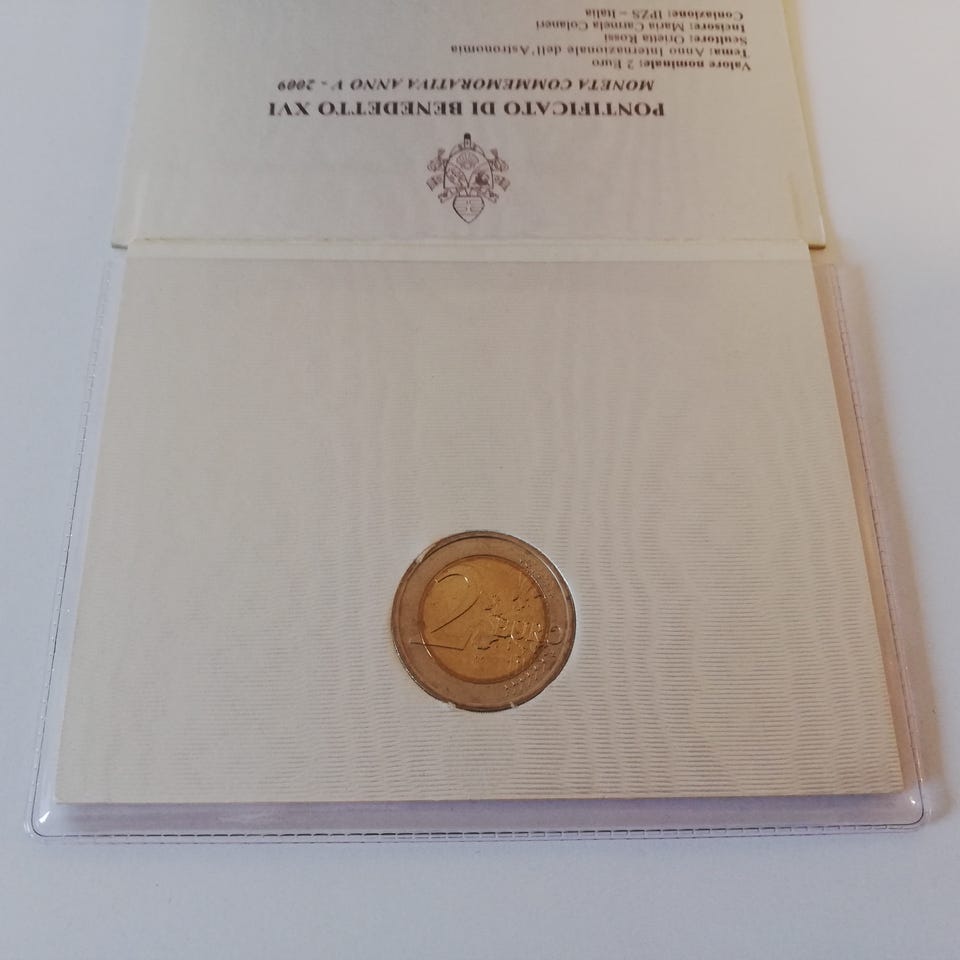 PONTIFICATO DI BENEDETTO XVI
MONETA COMMEMORATIVA ANNO V - 2009
Valore nominale: 2 Euro
Tema: Anno Internazionale dell'Astronomia
Scultore: Orietta Rossi
Incisore: Maria Carmela Colaneri
Coniazione: IPZS – Italia
2 EURO